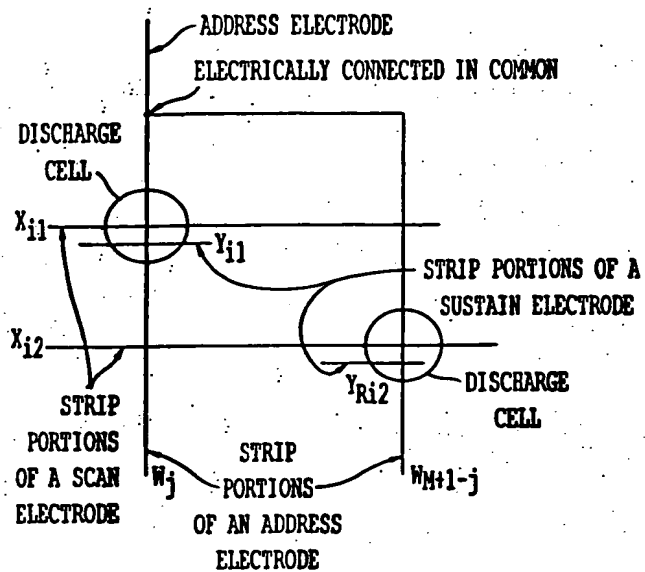 ADDRESS ELECTRODE
ELECTRICALLY CONNECTED IN COMMON
DISCHARGE
CELL
Xi1
Yi1
STRIP PORTIONS OF A
SUSTAIN ELECTRODE
Xi2
YRi2
DISCHARGE
CELL
STRIP
PORTIONS
OF A SCAN
ELECTRODE
Wj
STRIP
PORTIONS
OF AN ADDRESS
ELECTRODE
WM+1-j